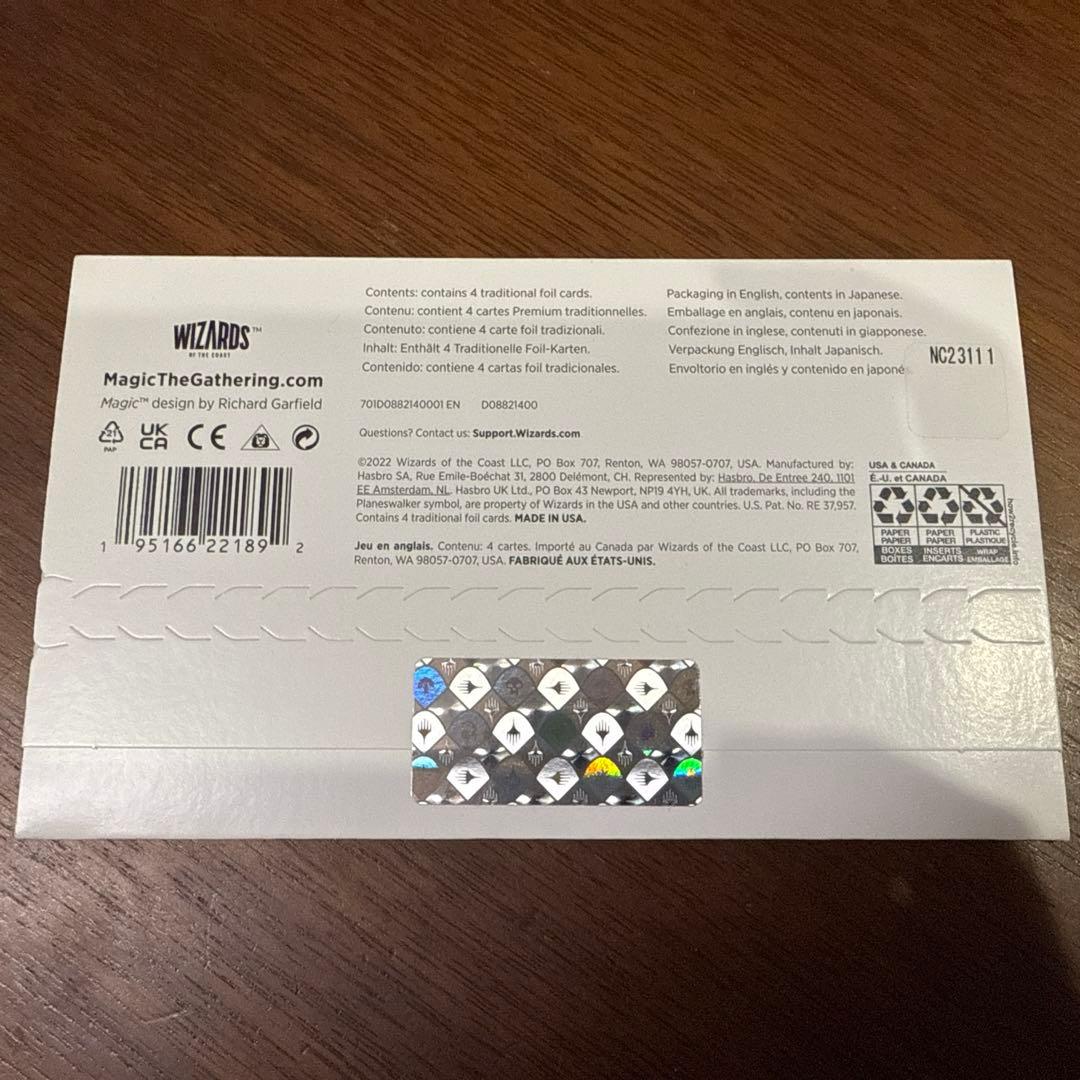 WIZARDS™
OF THE COAST
MagicTheGathering.com
Magic™ design by Richard Garfield
21
PAP
UK
CA
CE
1 95166 22189 2
Contents: contains 4 traditional foil cards.
Contenu: contient 4 cartes Premium traditionnelles.
Contenuto: contiene 4 carte foil tradizionali.
Inhalt: Enthält 4 Traditionelle Foil-Karten.
Contenido: contiene 4 cartas foil tradicionales.
Packaging in English, contents in Japanese.
Emballage en anglais, contenu en japonais.
Confezione in inglese, contenuti in giapponese.
Verpackung Englisch, Inhalt Japanisch.
Envoltorio en inglés y contenido en japoné
NC23111
701D0882140001 EN D08821400
Questions? Contact us: Support.Wizards.com
©2022 Wizards of the Coast LLC, PO Box 707, Renton, WA 98057-0707, USA. Manufactured by:
Hasbro SA, Rue Emile-Boéchat 31, 2800 Delémont, CH. Represented by: Hasbro, De Entree 240, 1101
EE Amsterdam, NL. Hasbro UK Ltd., PO Box 43 Newport, NP19 4YH, UK. All trademarks, including the
Planeswalker symbol, are property of Wizards in the USA and other countries. U.S. Pat. No. RE 37,957.
Contains 4 traditional foil cards. MADE IN USA.
Jeu en anglais. Contenu: 4 cartes. Importé au Canada par Wizards of the Coast LLC, PO Box 707,
Renton, WA 98057-0707, USA. FABRIQUÉ AUX ÉTATS-UNIS.
USA & CANADA
É.-U. et CANADA
PAPER PAPER PLASTIC
PAPIER PAPIER PLASTIQUE
BOXES INSERTS WRAP
BOÎTES ENCARTS EMBALLAGE
how2recycle.info